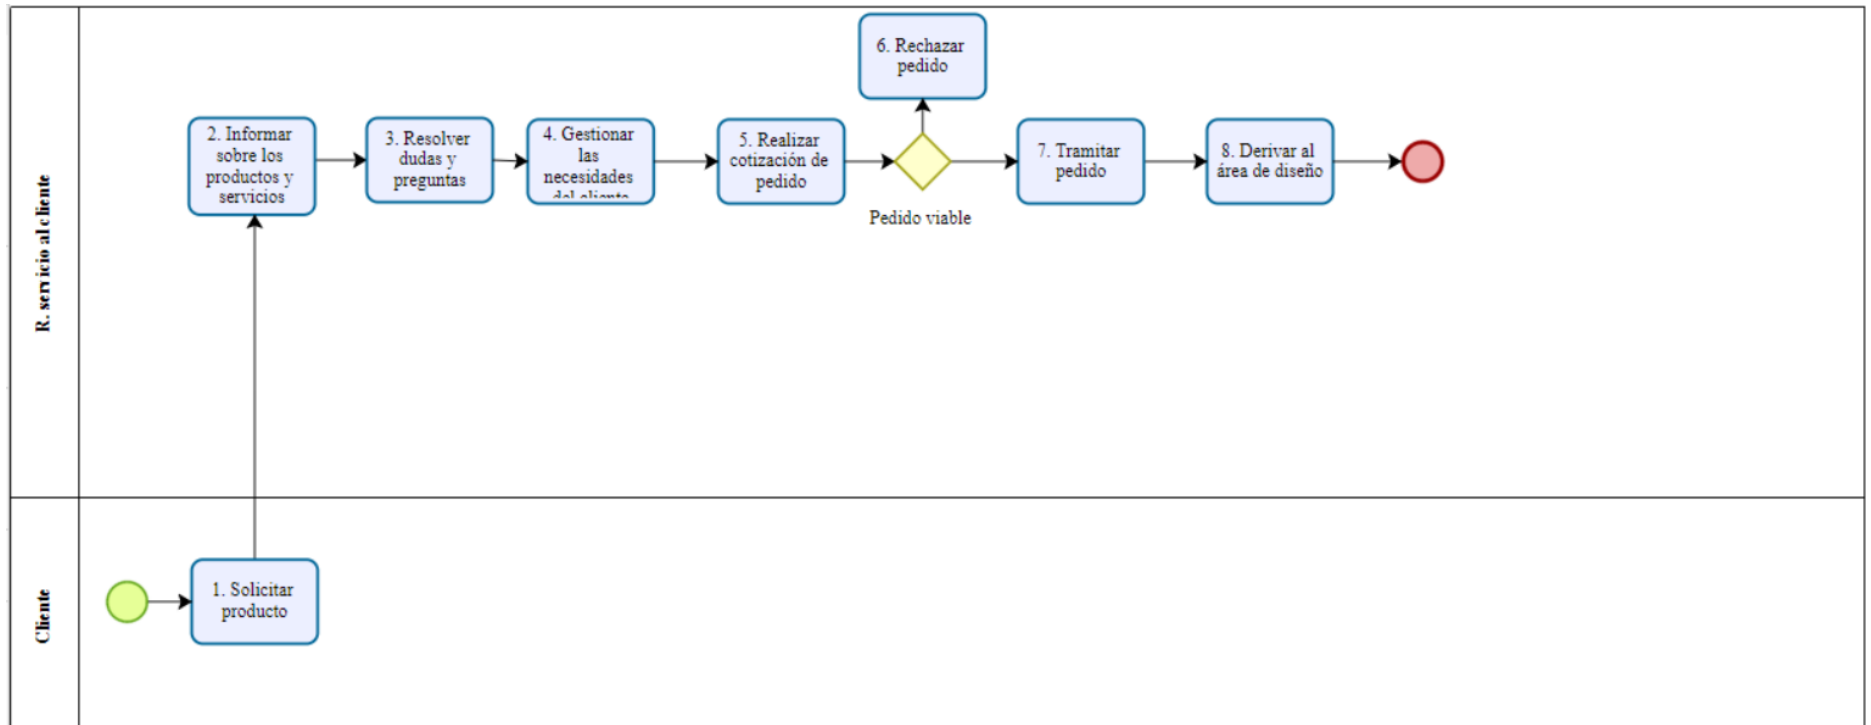 R. servicio al cliente
6. Rechazar
pedido
2. Informar
sobre los
productos y
servicios
3. Resolver
dudas y
preguntas
4. Gestionar
las
necesidades
del cliente
5. Realizar
cotización de
pedido
Pedido viable
7. Tramitar
pedido
8. Derivar al
área de diseño
Cliente
1. Solicitar
producto